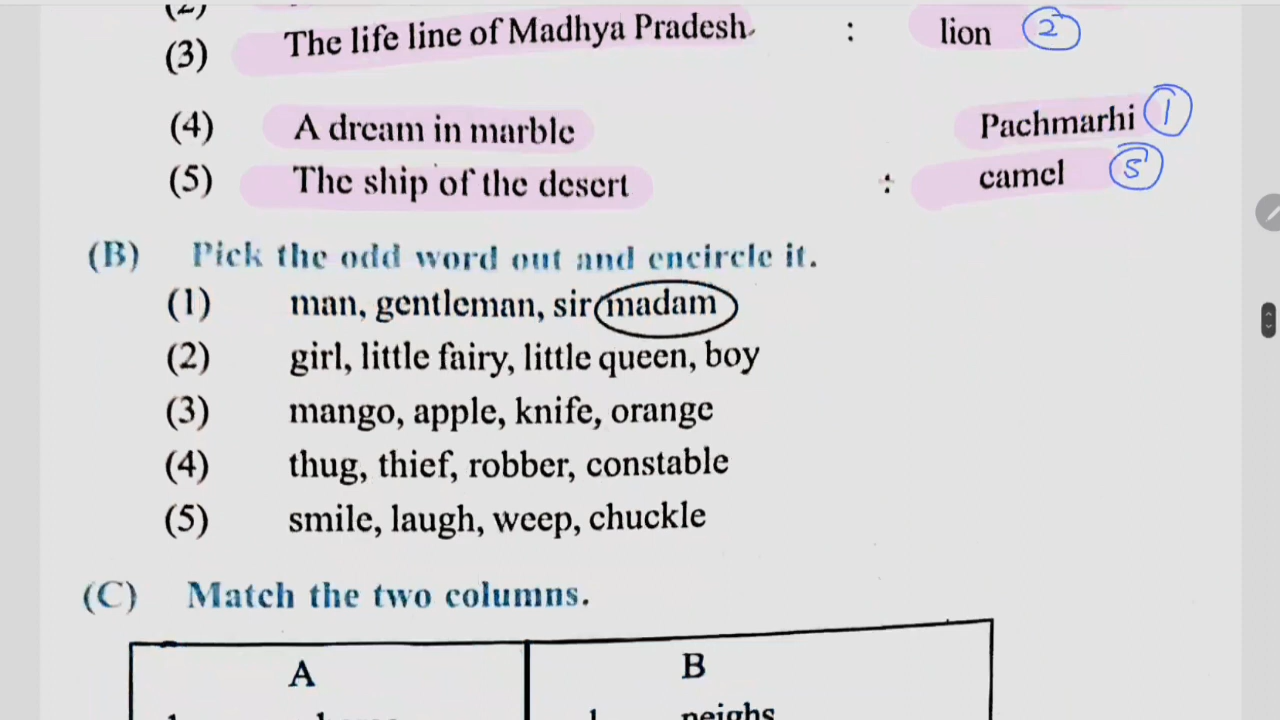 (2)
(3) The life line of Madhya Pradesh. : lion 2
(4) A dream in marble Pachmarhi 1
(5) The ship of the desert : camel 5
(B) Pick the odd word out and encircle it.
(1) man, gentleman, sir madam
(2) girl, little fairy, little queen, boy
(3) mango, apple, knife, orange
(4) thug, thief, robber, constable
(5) smile, laugh, weep, chuckle
(C) Match the two columns.
A B
neighs